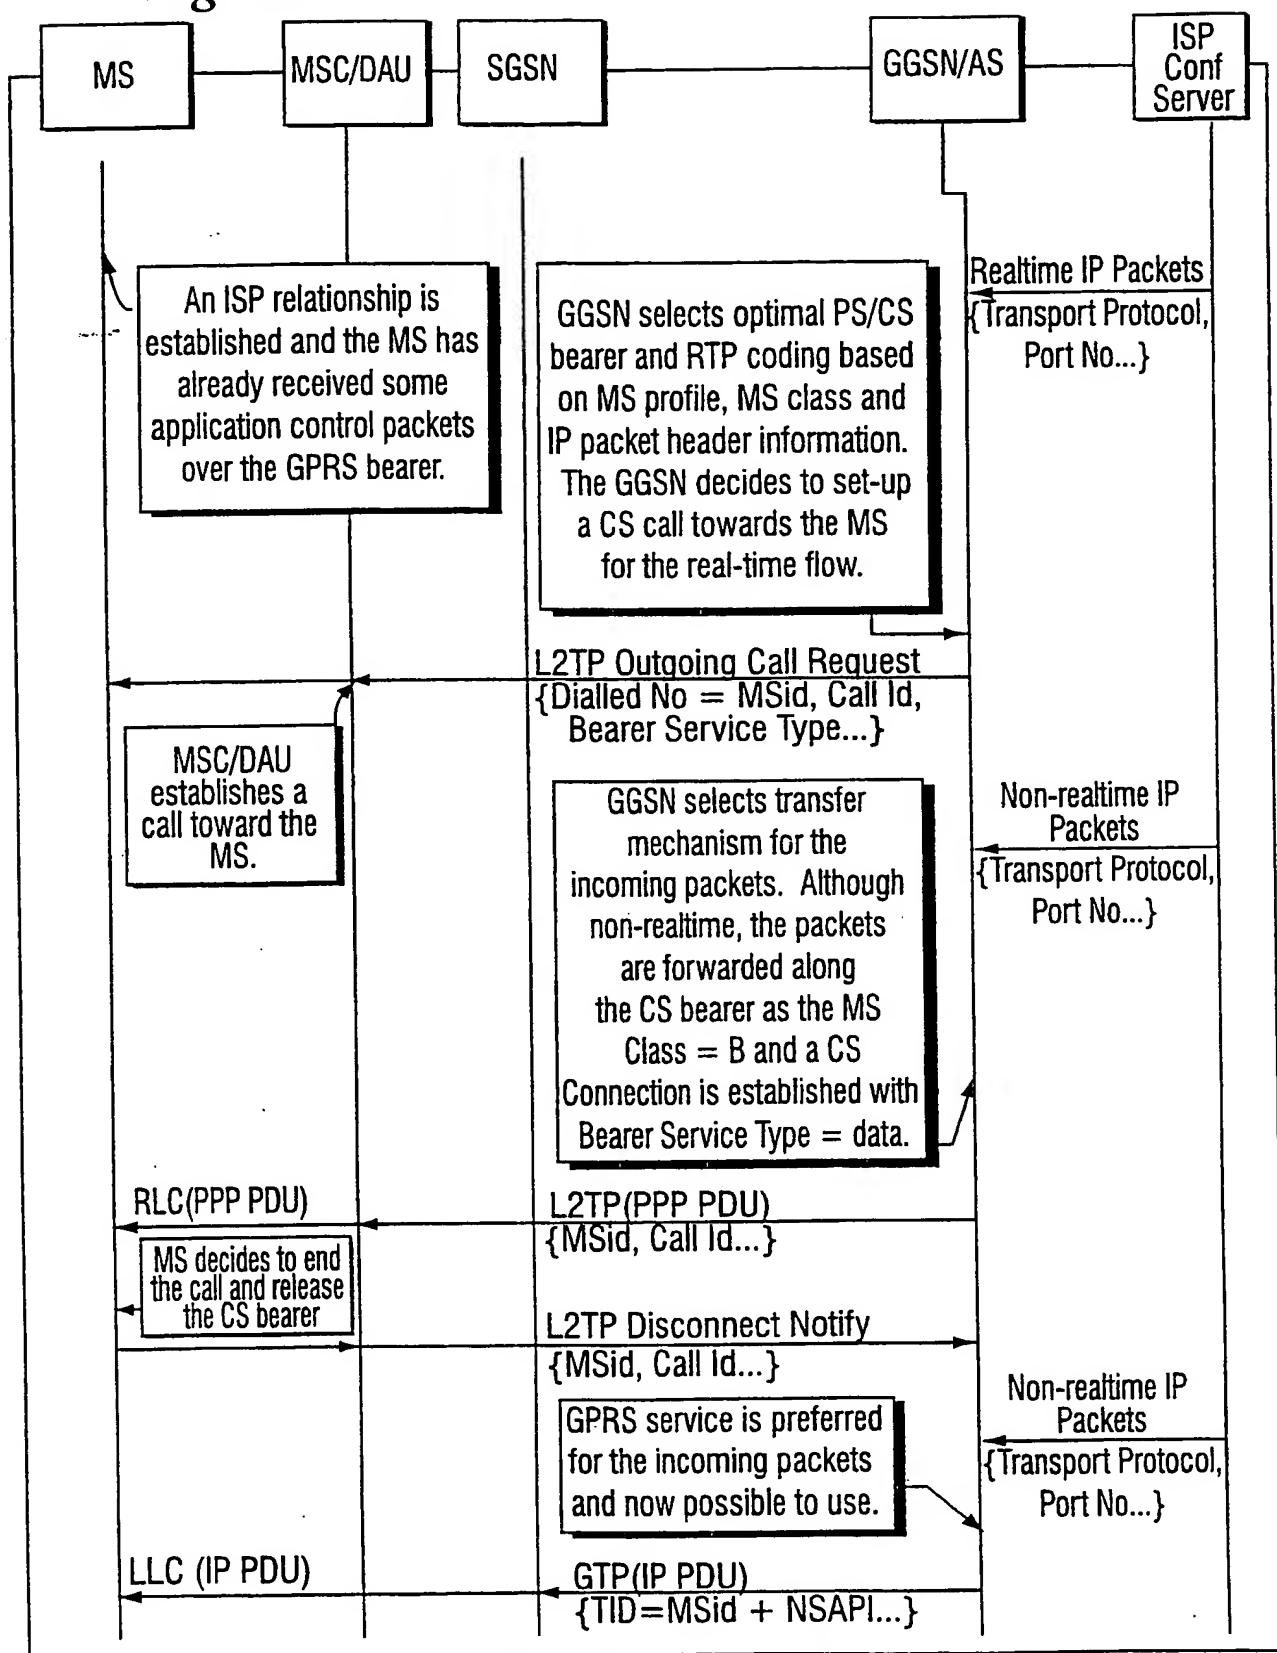 MS
MSC/DAU
SGSN
GGSN/AS
ISP
Conf
Server
An ISP relationship is
established and the MS has
already received some
application control packets
over the GPRS bearer.
GGSN selects optimal PS/CS
bearer and RTP coding based
on MS profile, MS class and
IP packet header information.
The GGSN decides to set-up
a CS call towards the MS
for the real-time flow.
Realtime IP Packets
{Transport Protocol,
Port No...}
L2TP Outgoing Call Request
{Dialled No = MSid, Call Id,
Bearer Service Type...}
MSC/DAU
establishes a
call toward the
MS.
GGSN selects transfer
mechanism for the
incoming packets. Although
non-realtime, the packets
are forwarded along
the CS bearer as the MS
Class = B and a CS
Connection is established with
Bearer Service Type = data.
Non-realtime IP
Packets
{Transport Protocol,
Port No...}
RLC(PPP PDU)
L2TP(PPP PDU)
{MSid, Call Id...}
MS decides to end
the call and release
the CS bearer
L2TP Disconnect Notify
{MSid, Call Id...}
GPRS service is preferred
for the incoming packets
and now possible to use.
Non-realtime IP
Packets
{Transport Protocol,
Port No...}
LLC (IP PDU)
GTP(IP PDU)
{TID=MSid + NSAPI...}